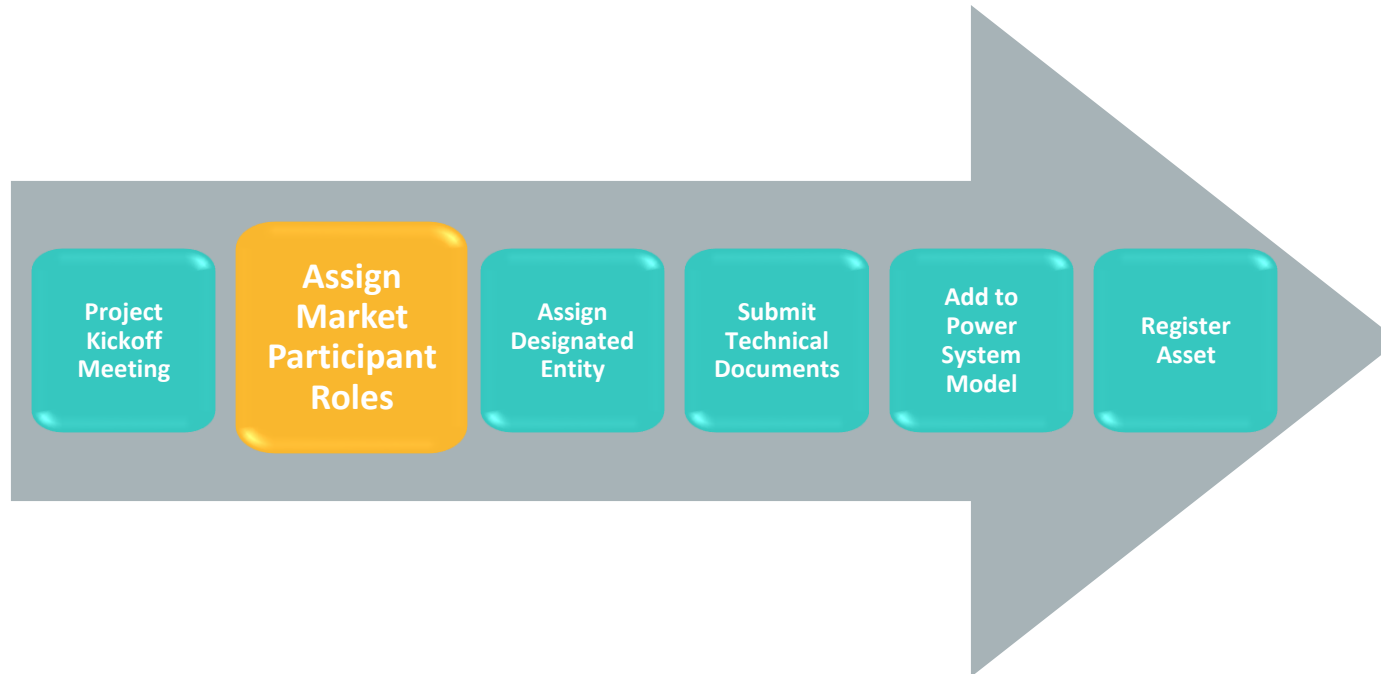 Project
Kickoff
Meeting
Assign
Market
Participant
Roles
Assign
Designated
Entity
Submit
Technical
Documents
Add to
Power
System
Model
Register
Asset